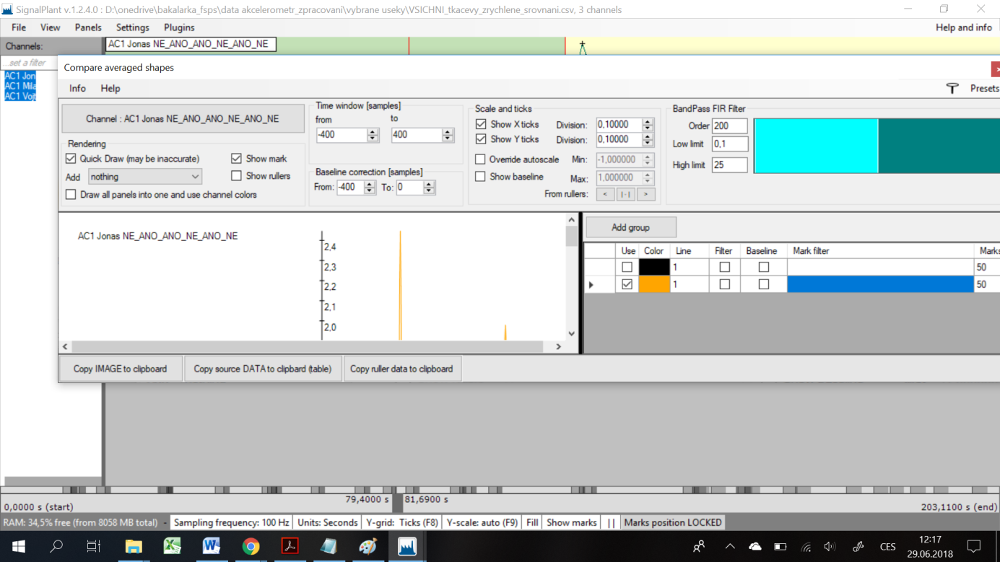 SignalPlant v.1.2.4.0 : D:\onedrive\bakalarka_fsps\data akcelerometr_zpracovani\vybrane useky\VSICHNI_tkacevy_zrychlene_srovnani.csv, 3 channels
File View Panels Settings Plugins Help and info
Channels: AC1 Jonas NE_ANO_ANO_NE_ANO_NE
...set a filter
AC1 Jon
AC1 Mila
AC1 Vojt
Compare averaged shapes
Info Help Presets
Channel : AC1 Jonas NE_ANO_ANO_NE_ANO_NE
Rendering
Quick Draw (may be inaccurate) Show mark
Add nothing Show rullers
Draw all panels into one and use channel colors
Time window [samples]
from to
-400 400
Baseline correction [samples]
From: -400 To: 0
Scale and ticks
Show X ticks Division: 0,10000
Show Y ticks Division: 0,10000
Override autoscale Min: -1,000000
Show baseline Max: 1,000000
From rullers: < |-| >
BandPass FIR Filter
Order 200
Low limit 0,1
High limit 25
AC1 Jonas NE_ANO_ANO_NE_ANO_NE
2,4
2,3
2,2
2,1
2,0
Add group
Use Color Line Filter Baseline Mark filter Marks
1 50
1 50
Copy IMAGE to clipboard Copy source DATA to clipbard (table) Copy ruller data to clipboard
79,4000 s 81,6900 s
0,0000 s (start) 203,1100 s (end)
RAM: 34,5% free (from 8058 MB total) - Sampling frequency: 100 Hz Units: Seconds Y-grid: Ticks (F8) Y-scale: auto (F9) Fill Show marks | | Marks position LOCKED
CES 12:17
29.06.2018